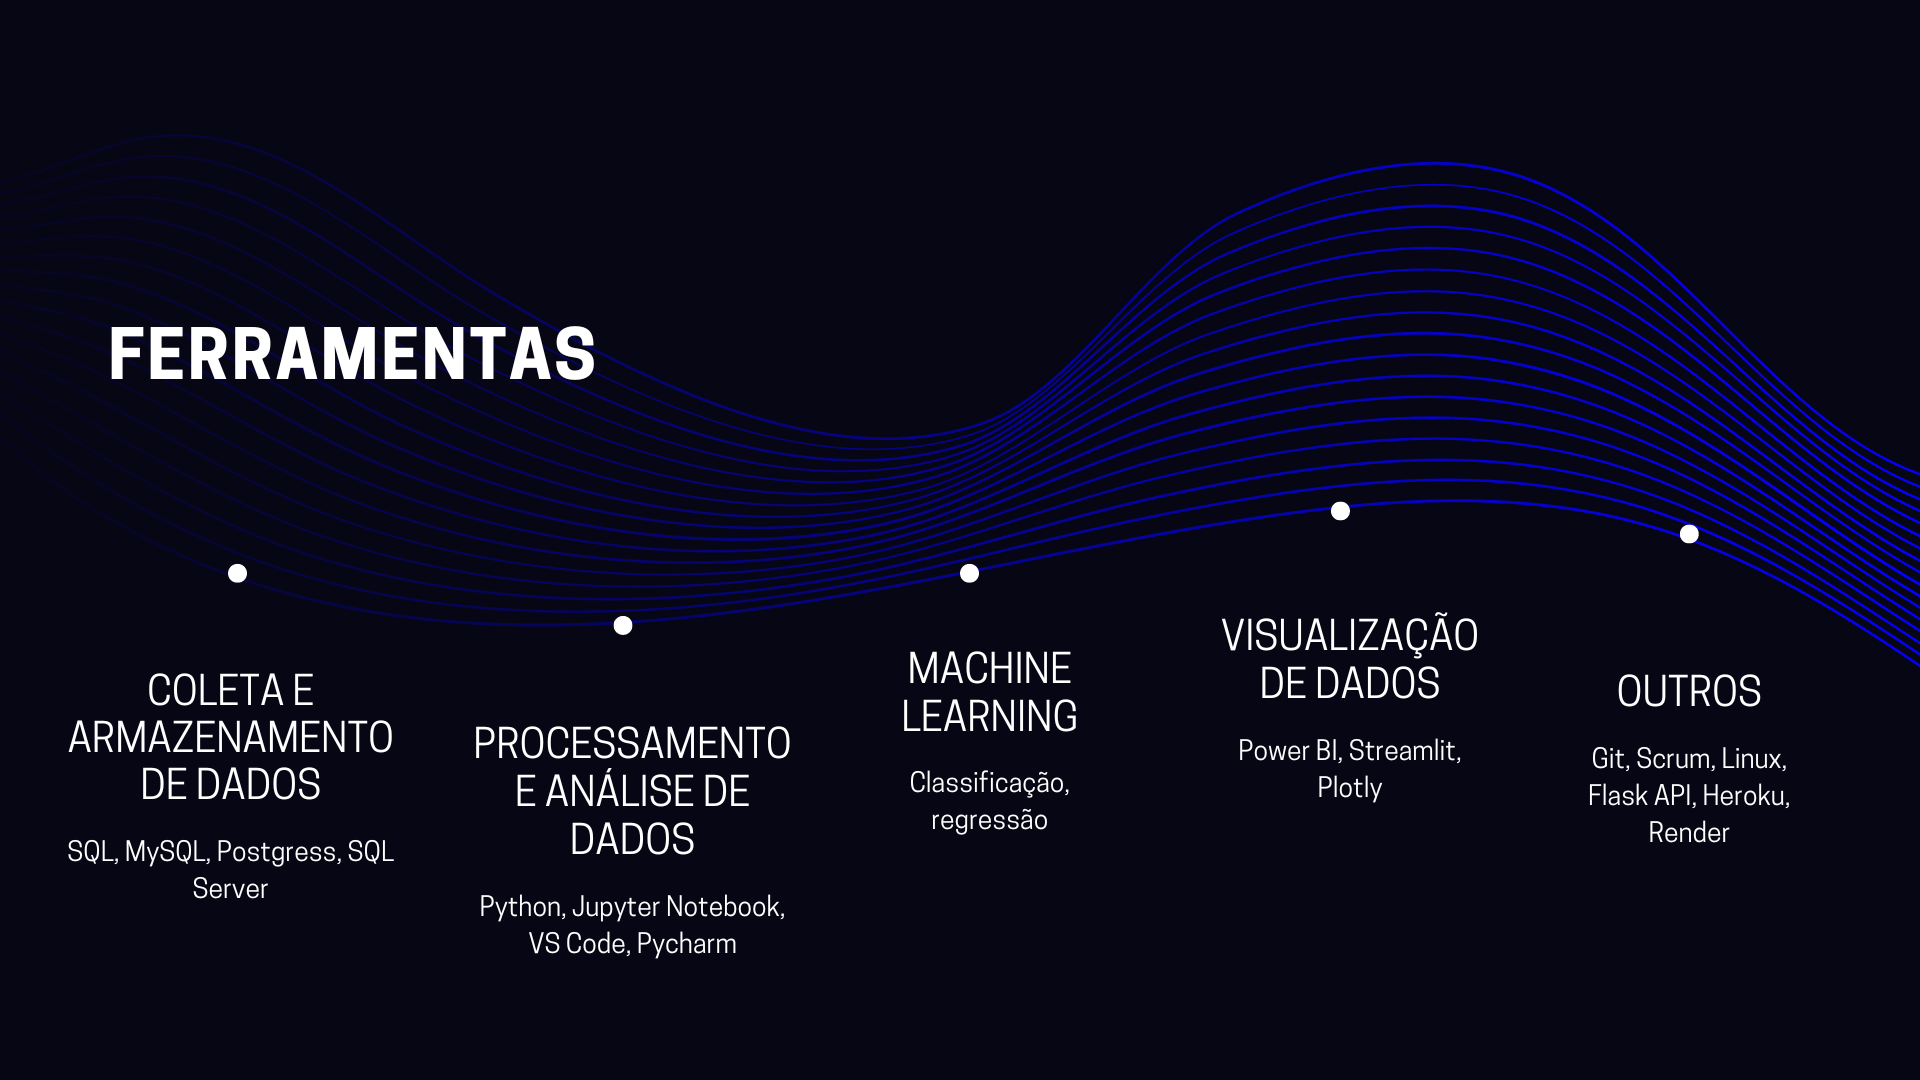 FERRAMENTAS
COLETA E
ARMAZENAMENTO
DE DADOS
SQL, MySQL, Postgress, SQL
Server
PROCESSAMENTO
E ANÁLISE DE
DADOS
Python, Jupyter Notebook,
VS Code, Pycharm
MACHINE
LEARNING
Classificação,
regressão
VISUALIZAÇÃO
DE DADOS
Power BI, Streamlit,
Plotly
OUTROS
Git, Scrum, Linux,
Flask API, Heroku,
Render